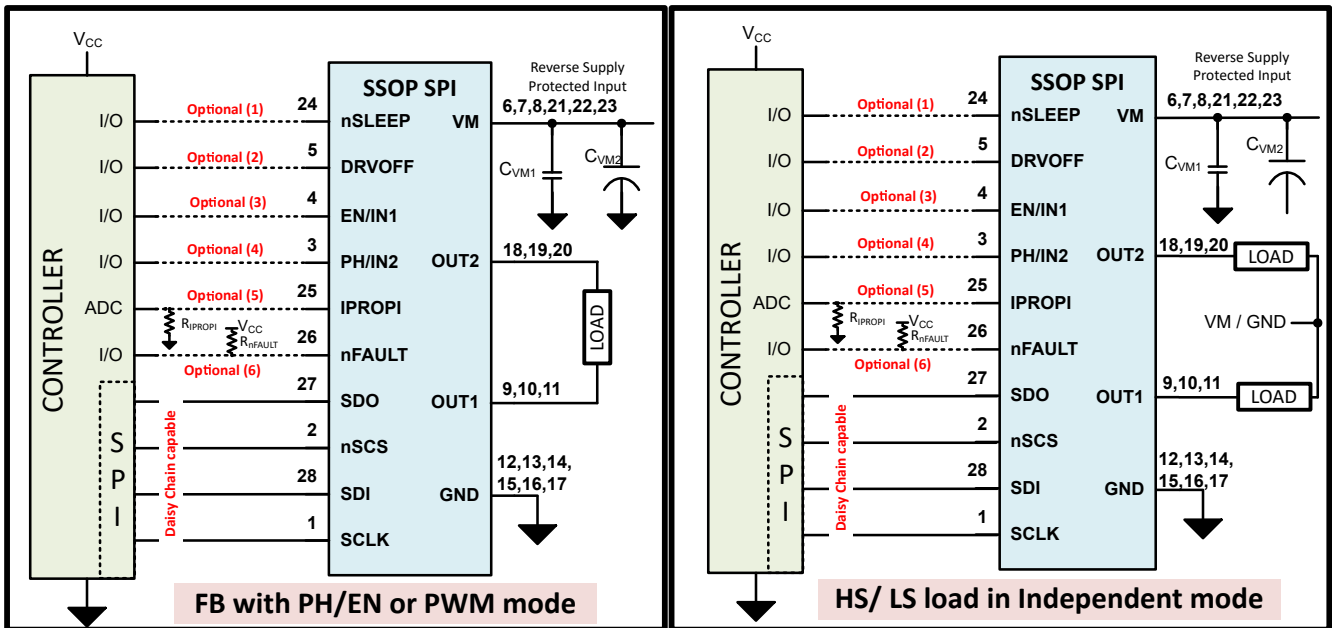 VCC
CONTROLLER
I/O
I/O
I/O
I/O
ADC
I/O
SPI
Optional (1)
Optional (2)
Optional (3)
Optional (4)
Optional (5)
RIPROPI
VCC
RnFAULT
Optional (6)
Daisy Chain capable
24
5
4
3
25
26
27
2
28
1
SSOP SPI
nSLEEP
DRVOFF
EN/IN1
PH/IN2
IPROPI
nFAULT
SDO
nSCS
SDI
SCLK
VM
OUT2
OUT1
GND
Reverse Supply
Protected Input
6,7,8,21,22,23
CVM1
CVM2
18,19,20
LOAD
9,10,11
12,13,14,
15,16,17
FB with PH/EN or PWM mode
VCC
CONTROLLER
I/O
I/O
I/O
I/O
ADC
I/O
SPI
Optional (1)
Optional (2)
Optional (3)
Optional (4)
Optional (5)
RIPROPI
VCC
RnFAULT
Optional (6)
Daisy Chain capable
24
5
4
3
25
26
27
2
28
1
SSOP SPI
nSLEEP
DRVOFF
EN/IN1
PH/IN2
IPROPI
nFAULT
SDO
nSCS
SDI
SCLK
VM
OUT2
OUT1
GND
Reverse Supply
Protected Input
6,7,8,21,22,23
CVM1
CVM2
18,19,20
LOAD
VM / GND
9,10,11
LOAD
12,13,14,
15,16,17
HS/ LS load in Independent mode